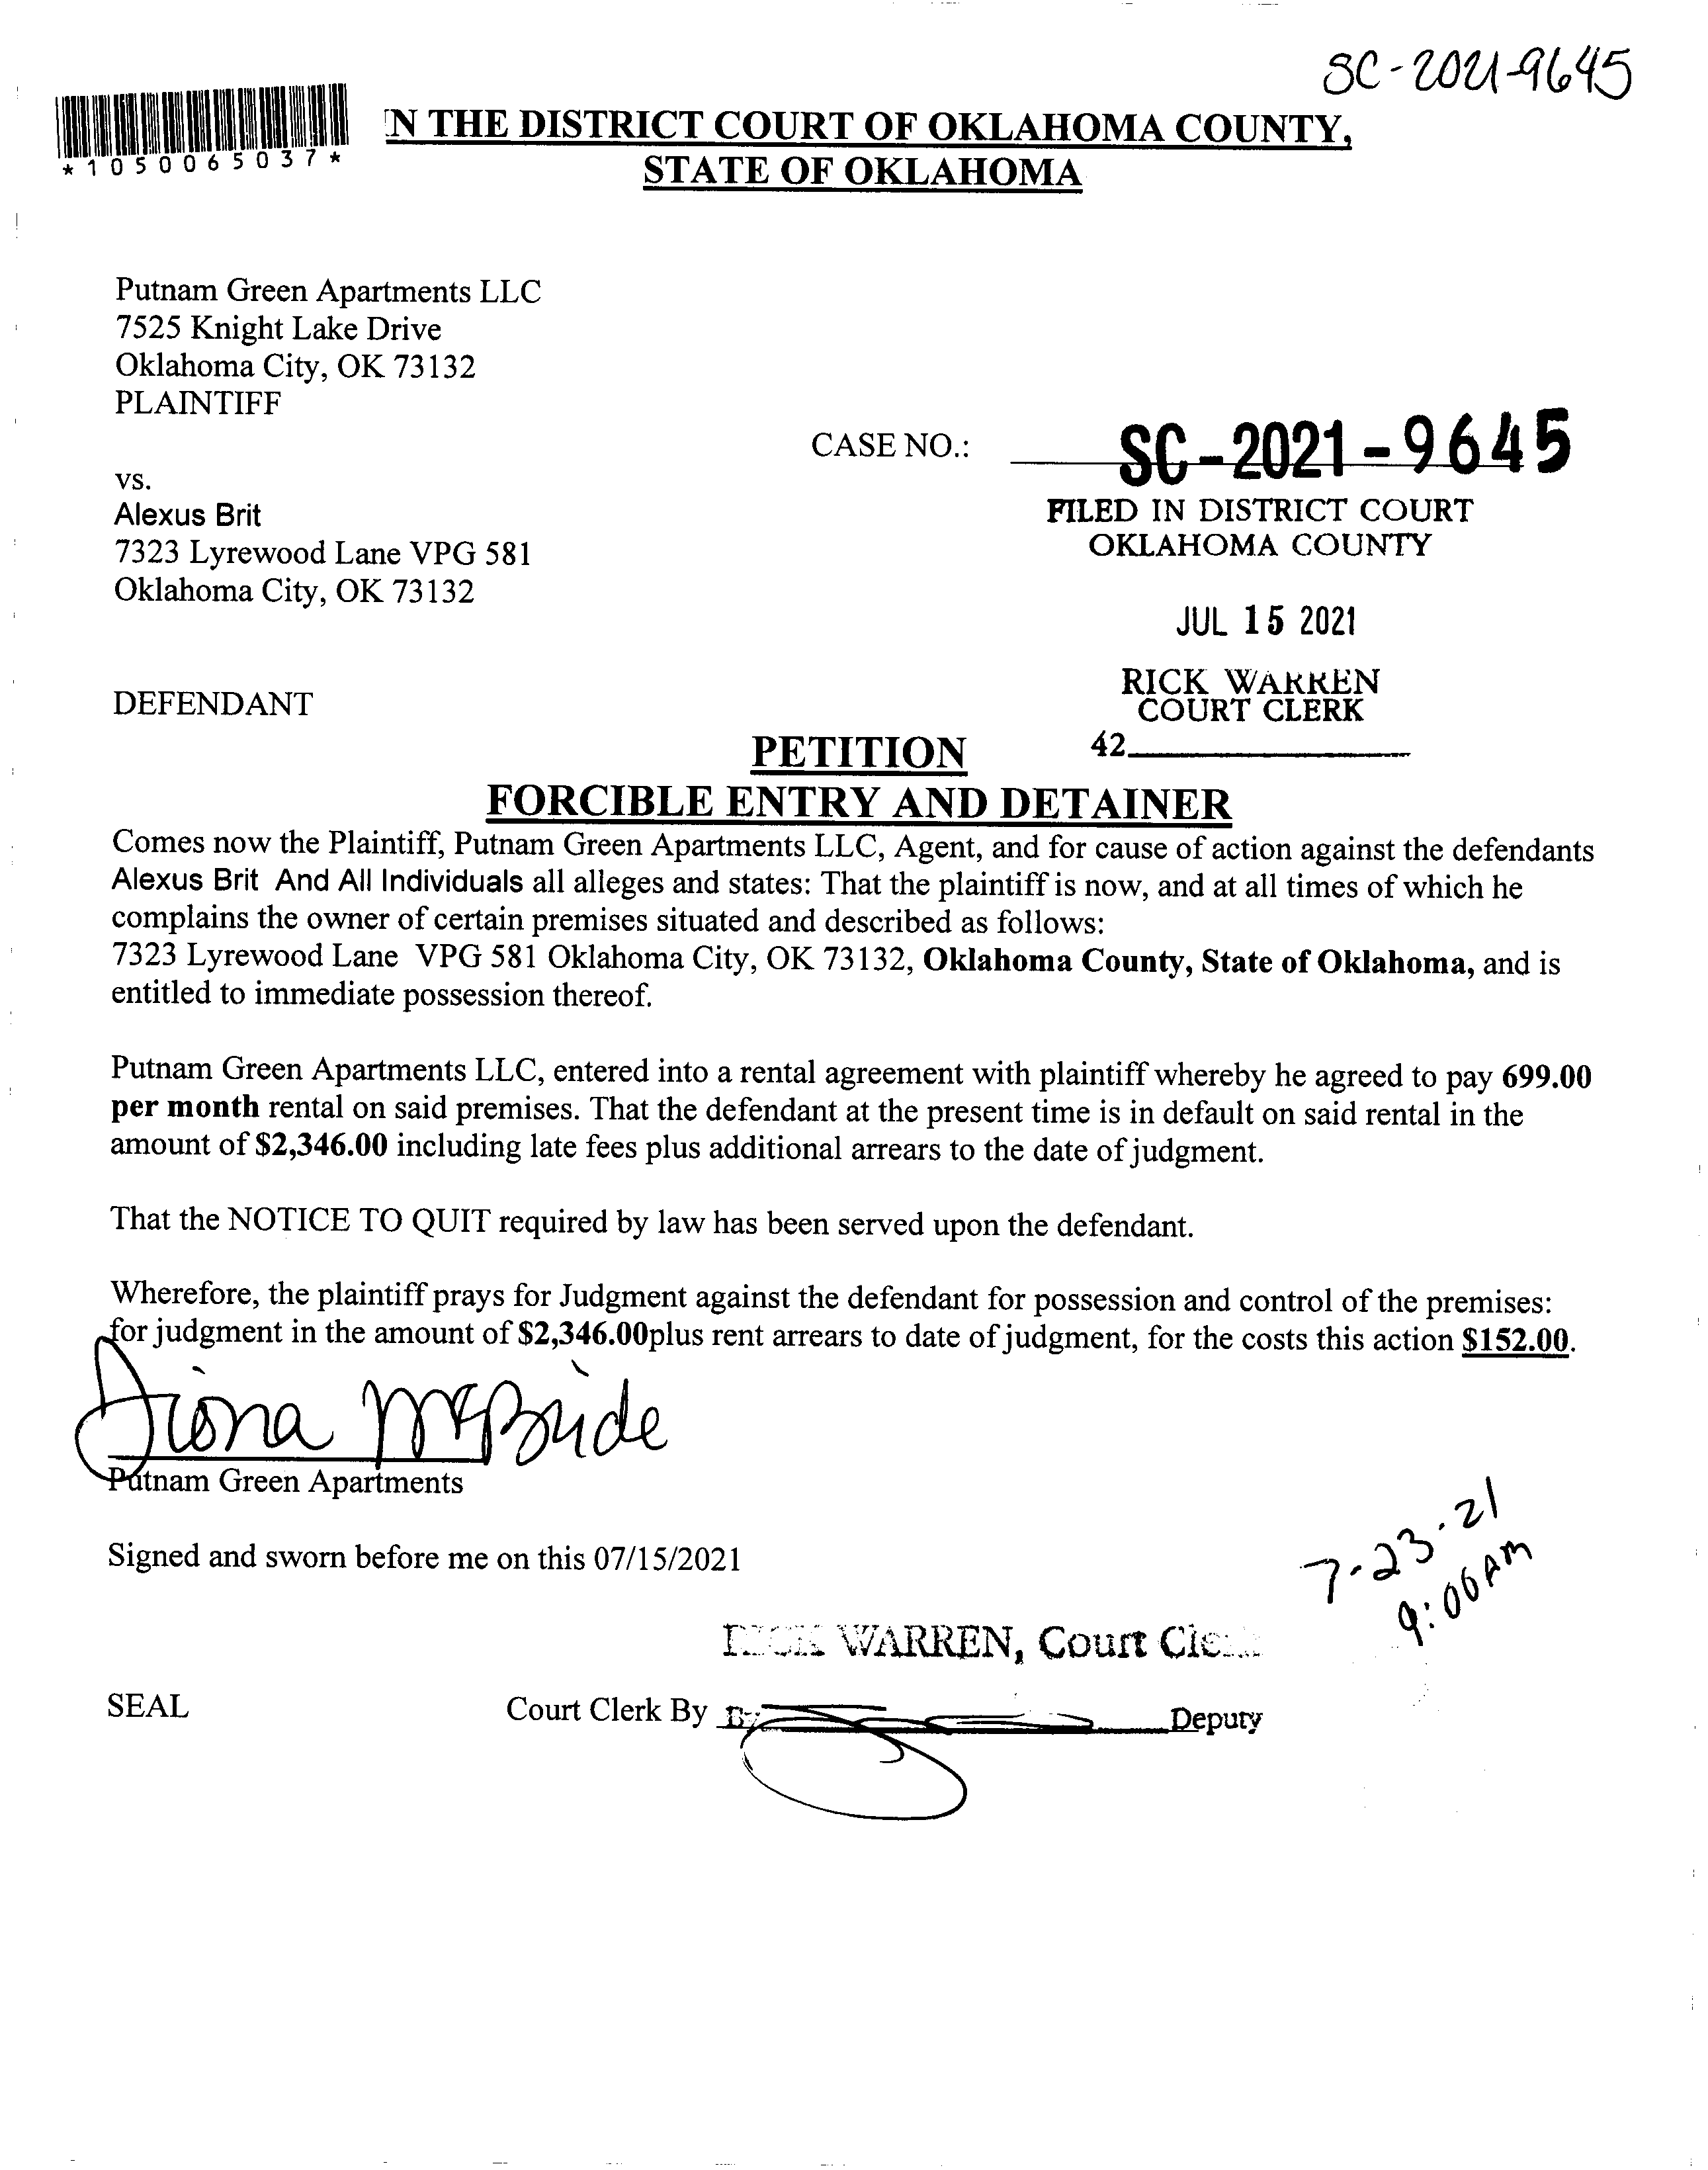 SC-2021-9645
*1050065037*
IN THE DISTRICT COURT OF OKLAHOMA COUNTY,
STATE OF OKLAHOMA
Putnam Green Apartments LLC
7525 Knight Lake Drive
Oklahoma City, OK 73132
PLAINTIFF
CASE NO.: SC-2021-9645
vs.
Alexus Brit
7323 Lyrewood Lane VPG 581
Oklahoma City, OK 73132
FILED IN DISTRICT COURT
OKLAHOMA COUNTY
JUL 15 2021
RICK WARREN
COURT CLERK
42
DEFENDANT
PETITION
FORCIBLE ENTRY AND DETAINER
Comes now the Plaintiff, Putnam Green Apartments LLC, Agent, and for cause of action against the defendants
Alexus Brit And All Individuals all alleges and states: That the plaintiff is now, and at all times of which he
complains the owner of certain premises situated and described as follows:
7323 Lyrewood Lane VPG 581 Oklahoma City, OK 73132, Oklahoma County, State of Oklahoma, and is
entitled to immediate possession thereof.
Putnam Green Apartments LLC, entered into a rental agreement with plaintiff whereby he agreed to pay 699.00
per month rental on said premises. That the defendant at the present time is in default on said rental in the
amount of $2,346.00 including late fees plus additional arrears to the date of judgment.
That the NOTICE TO QUIT required by law has been served upon the defendant.
Wherefore, the plaintiff prays for Judgment against the defendant for possession and control of the premises:
for judgment in the amount of $2,346.00plus rent arrears to date of judgment, for the costs this action $152.00.
McBride
Putnam Green Apartments
Signed and sworn before me on this 07/15/2021
7-23-21
9:00AM
RICK WARREN, Court Clerk
SEAL
Court Clerk By By Deputy